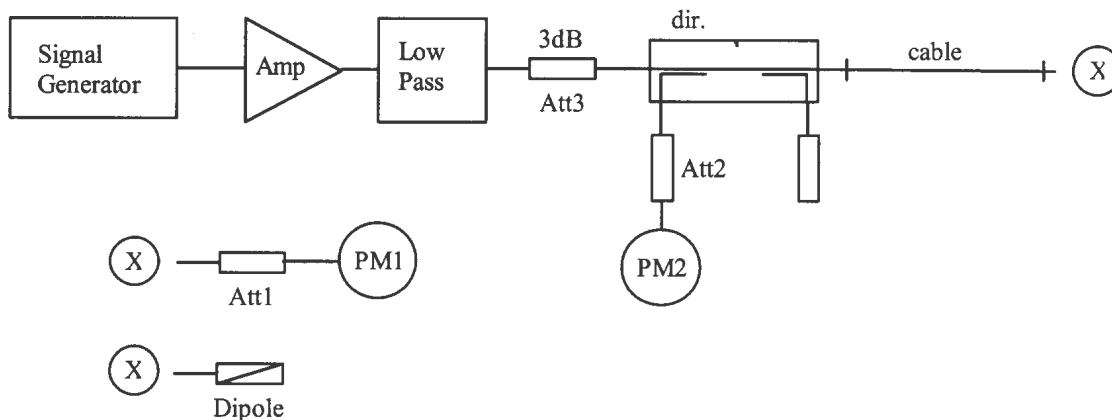 Signal
Generator
Amp
Low
Pass
3dB
Att3
dir.
cable
X
Att2
PM2
X
Att1
PM1
X
Dipole